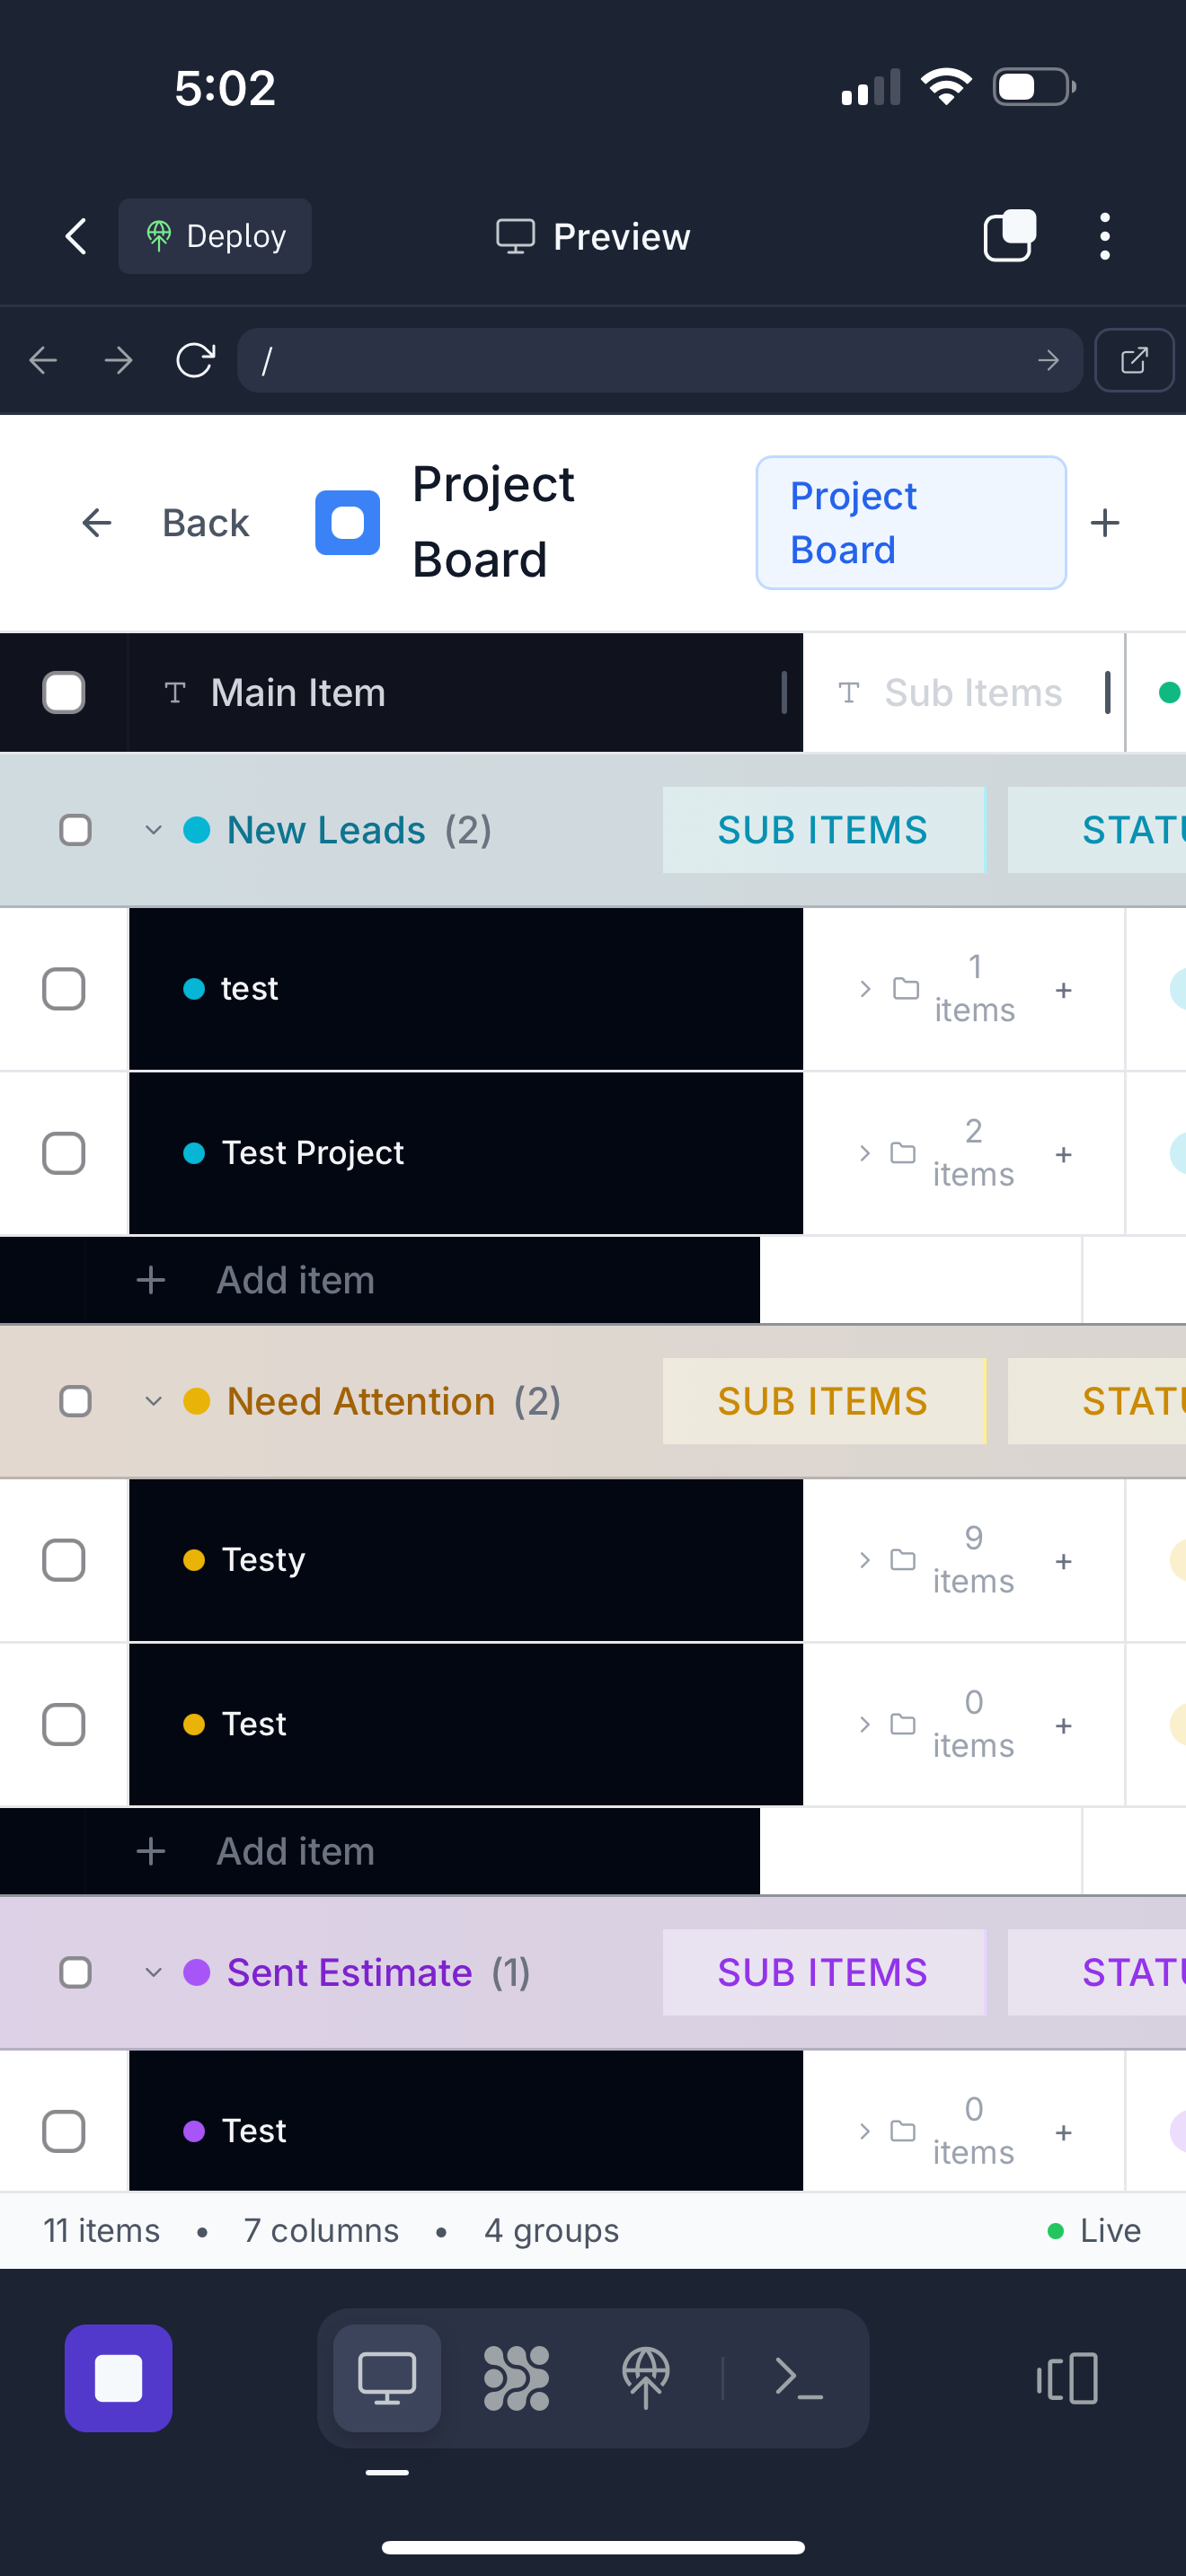 5:02
Deploy
Preview
/
Back
Project
Board
Project
Board
Main Item
Sub Items
New Leads (2)
SUB ITEMS
STATU
test
1
items
+
Test Project
2
items
+
+ Add item
Need Attention (2)
SUB ITEMS
STATU
Testy
9
items
+
Test
0
items
+
+ Add item
Sent Estimate (1)
SUB ITEMS
STATU
Test
0
items
+
11 items • 7 columns • 4 groups
Live